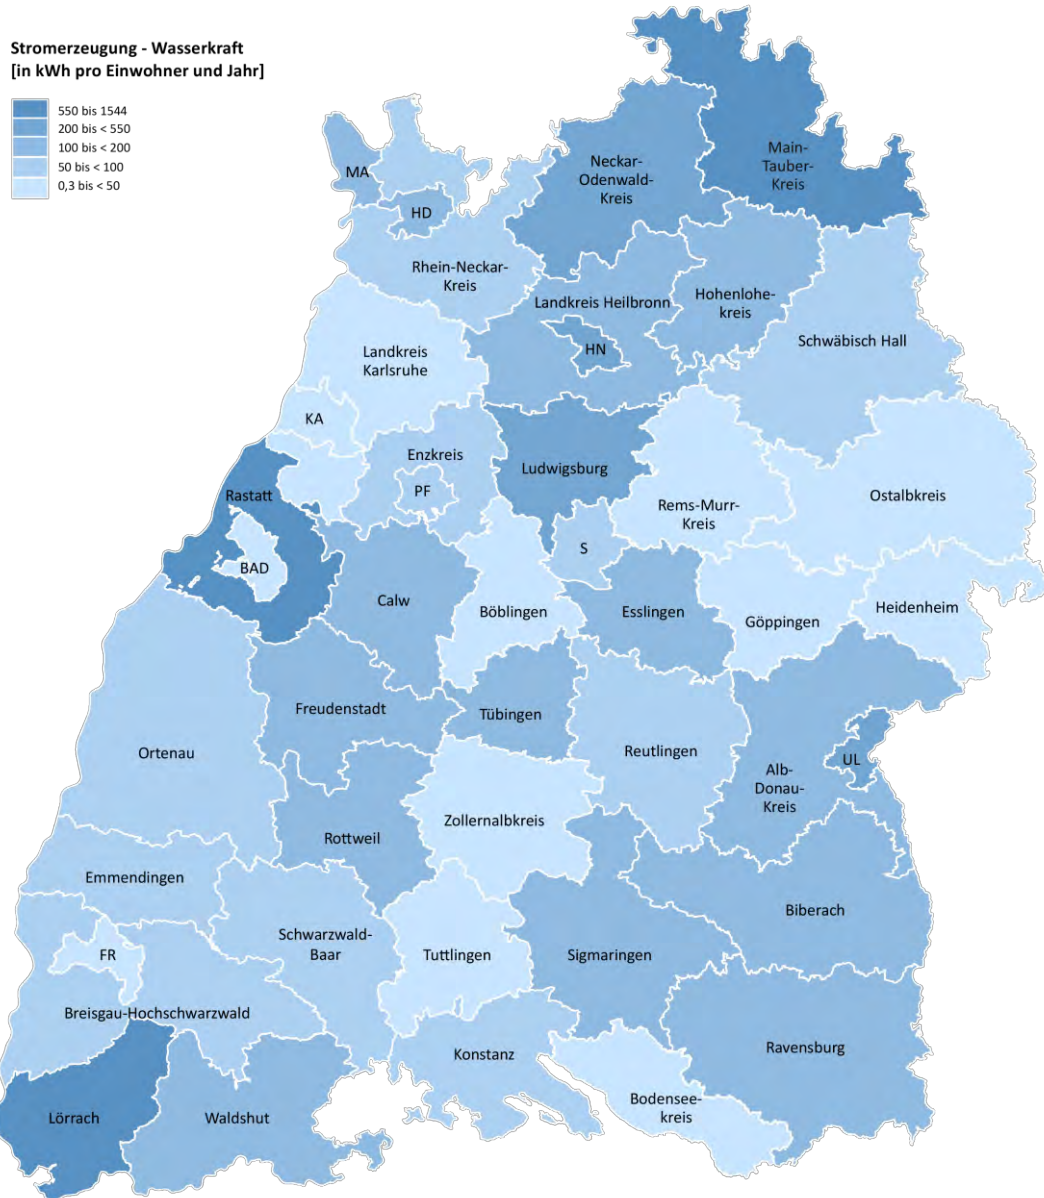 Stromerzeugung - Wasserkraft
[in kWh pro Einwohner und Jahr]
550 bis 1544
200 bis < 550
100 bis < 200
50 bis < 100
0,3 bis < 50
Main-
Tauber-
Kreis
Neckar-
Odenwald-
Kreis
MA
HD
Rhein-Neckar-
Kreis
Landkreis Heilbronn
Hohenlohe-
kreis
Schwäbisch Hall
HN
Landkreis
Karlsruhe
KA
Enzkreis
Ludwigsburg
PF
Rastatt
Rems-Murr-
Kreis
Ostalbkreis
S
BAD
Calw
Böblingen
Esslingen
Göppingen
Heidenheim
Freudenstadt
Tübingen
Ortenau
Reutlingen
UL
Alb-
Donau-
Kreis
Zollernalbkreis
Rottweil
Emmendingen
Biberach
Schwarzwald-
Baar
FR
Tuttlingen
Sigmaringen
Breisgau-Hochschwarzwald
Konstanz
Ravensburg
Bodensee-
kreis
Lörrach
Waldshut